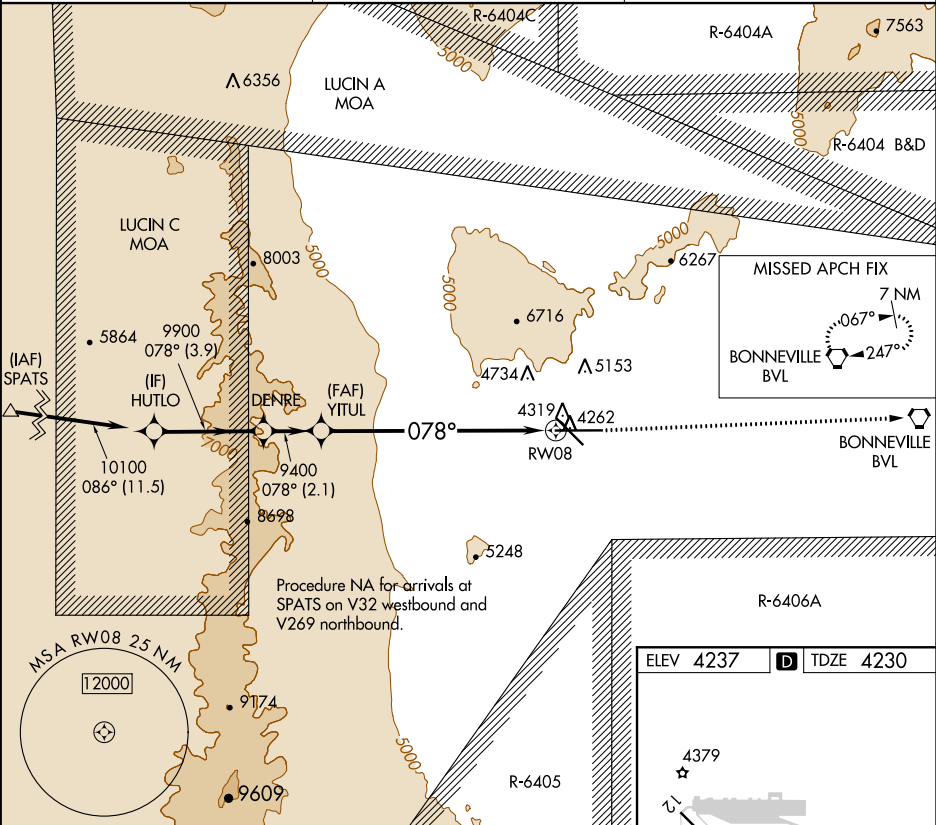 R-6404C
7563
R-6404A
5000
6356
LUCIN A
MOA
5000
R-6404 B&D
LUCIN C
MOA
8003
5000
5000
6267
5000
MISSED APCH FIX
7 NM
067°
247°
BONNEVILLE
BVL
6716
5864
9900
078° (3.9)
4734
5153
(IAF)
SPATS
(IF)
HUTLO
DENRE
(FAF)
YITUL
4319
4262
078°
RW08
BONNEVILLE
BVL
7000
10100
086° (11.5)
9400
078° (2.1)
8698
5248
Procedure NA for arrivals at
SPATS on V32 westbound and
V269 northbound.
R-6406A
MSA RW08 25 NM
12000
ELEV 4237 D TDZE 4230
9174
5000
4379
R-6405
9609
12